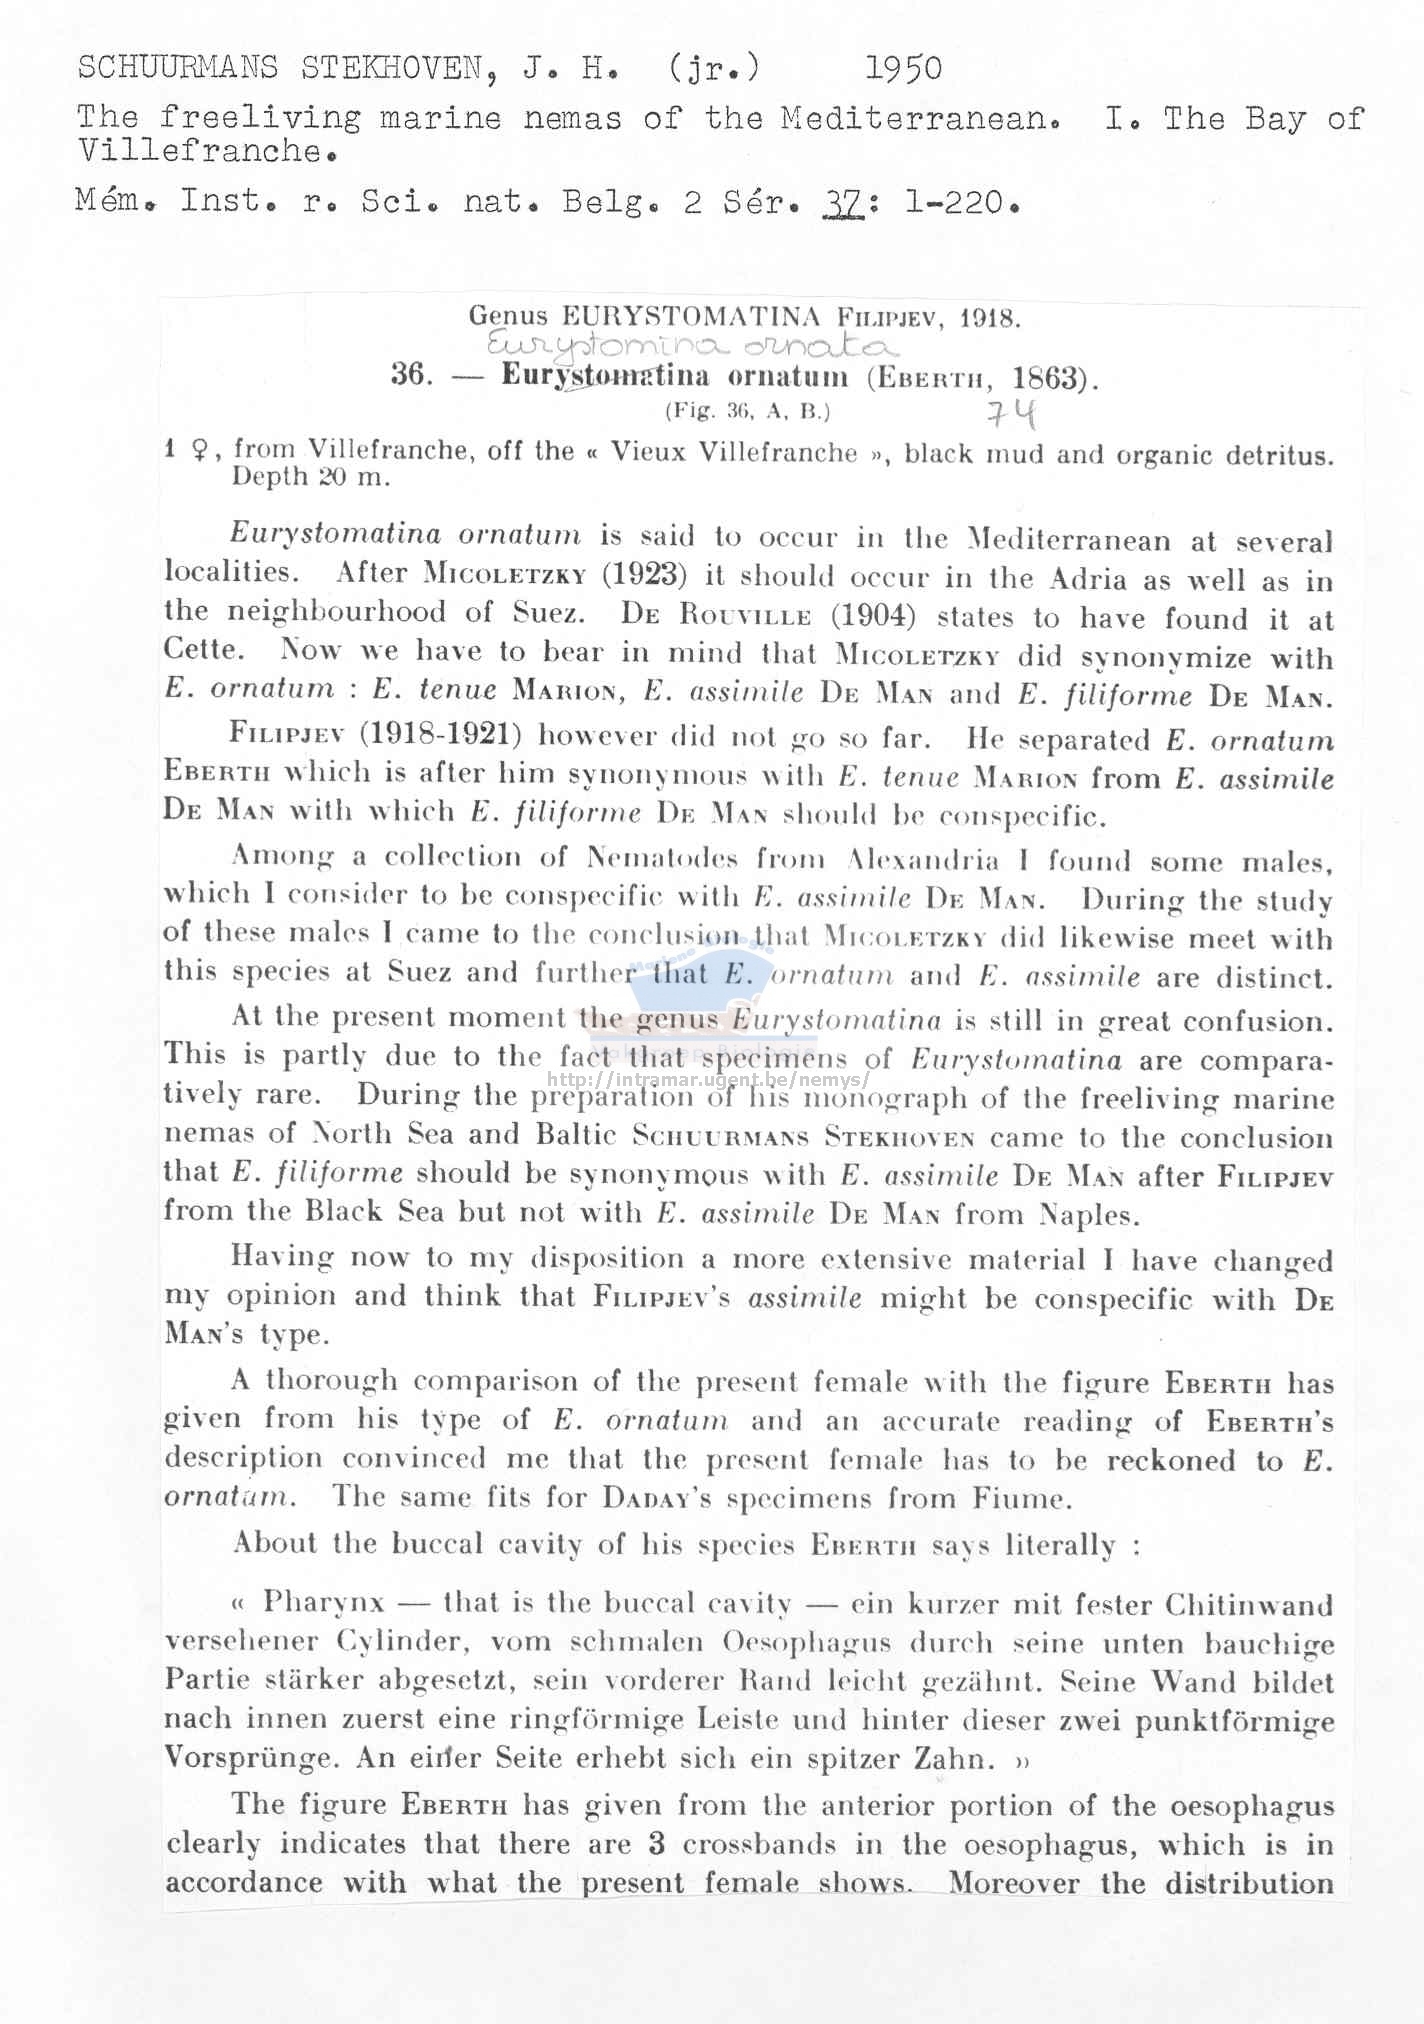 SCHUURMANS STEKHOVEN, J. H. (jr.) 1950
The freeliving marine nemas of the Mediterranean. I. The Bay of
Villefranche.
Mém. Inst. r. Sci. nat. Belg. 2 Sér. 37: 1-220.
Genus EURYSTOMATINA FILIPJEV, 1918.
Eurystomina ornata
36. — Eurystomatina ornatum (EBERTH, 1863).
(Fig. 36, A, B.)
74
1 ♀, from Villefranche, off the « Vieux Villefranche », black mud and organic detritus.
Depth 20 m.
Eurystomatina ornatum is said to occur in the Mediterranean at several
localities. After MICOLETZKY (1923) it should occur in the Adria as well as in
the neighbourhood of Suez. DE ROUVILLE (1904) states to have found it at
Cette. Now we have to bear in mind that MICOLETZKY did synonymize with
E. ornatum : E. tenue MARION, E. assimile DE MAN and E. filiforme DE MAN.
FILIPJEV (1918-1921) however did not go so far. He separated E. ornatum
EBERTH which is after him synonymous with E. tenue MARION from E. assimile
DE MAN with which E. filiforme DE MAN should be conspecific.
Among a collection of Nematodes from Alexandria I found some males,
which I consider to be conspecific with E. assimile DE MAN. During the study
of these males I came to the conclusion that MICOLETZKY did likewise meet with
this species at Suez and further that E. ornatum and E. assimile are distinct.
At the present moment the genus Eurystomatina is still in great confusion.
This is partly due to the fact that specimens of Eurystomatina are compara-
http://intramar.ugent.be/nemys/
tively rare. During the preparation of his monograph of the freeliving marine
nemas of North Sea and Baltic SCHUURMANS STEKHOVEN came to the conclusion
that E. filiforme should be synonymous with E. assimile DE MAN after FILIPJEV
from the Black Sea but not with E. assimile DE MAN from Naples.
Having now to my disposition a more extensive material I have changed
my opinion and think that FILIPJEV's assimile might be conspecific with DE
MAN's type.
A thorough comparison of the present female with the figure EBERTH has
given from his type of E. ornatum and an accurate reading of EBERTH's
description convinced me that the present female has to be reckoned to E.
ornatum. The same fits for DADAY's specimens from Fiume.
About the buccal cavity of his species EBERTH says literally :
« Pharynx — that is the buccal cavity — ein kurzer mit fester Chitinwand
versehener Cylinder, vom schmalen Oesophagus durch seine unten bauchige
Partie stärker abgesetzt, sein vorderer Rand leicht gezähnt. Seine Wand bildet
nach innen zuerst eine ringförmige Leiste und hinter dieser zwei punktförmige
Vorsprünge. An einer Seite erhebt sich ein spitzer Zahn. »
The figure EBERTH has given from the anterior portion of the oesophagus
clearly indicates that there are 3 crossbands in the oesophagus, which is in
accordance with what the present female shows. Moreover the distribution